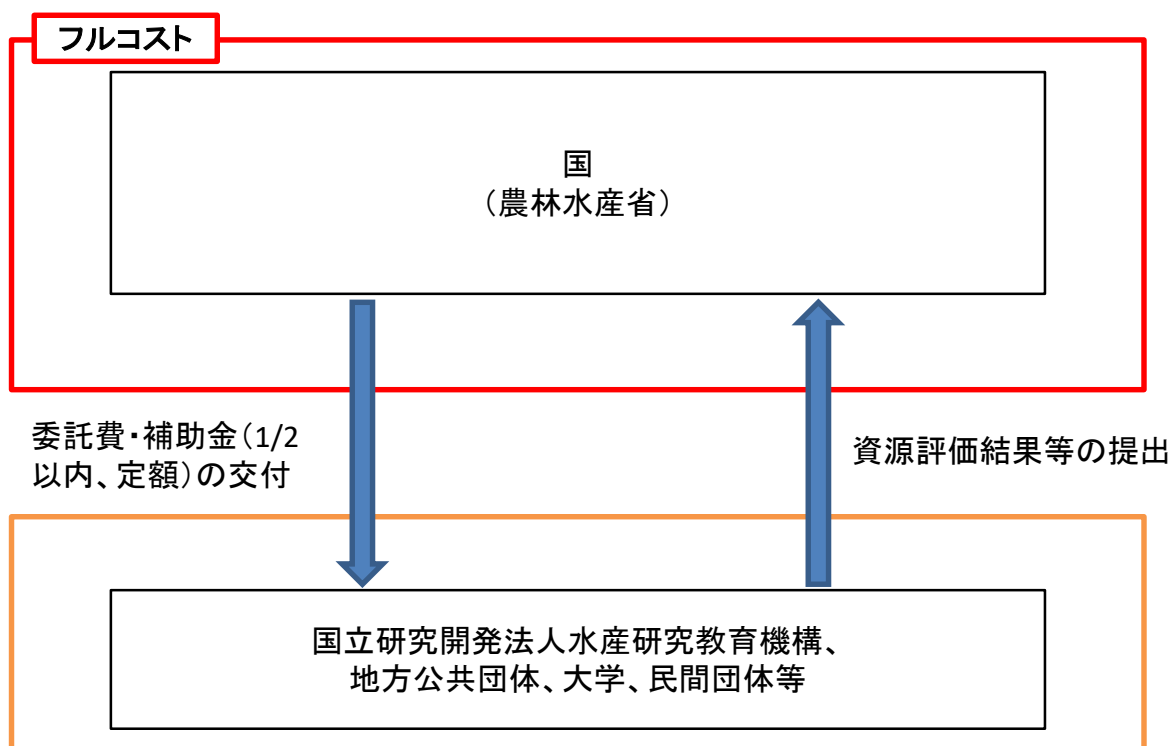 フルコスト
国
（農林水産省）
委託費・補助金（1/2
以内、定額）の交付
資源評価結果等の提出
国立研究開発法人水産研究教育機構、
地方公共団体、大学、民間団体等